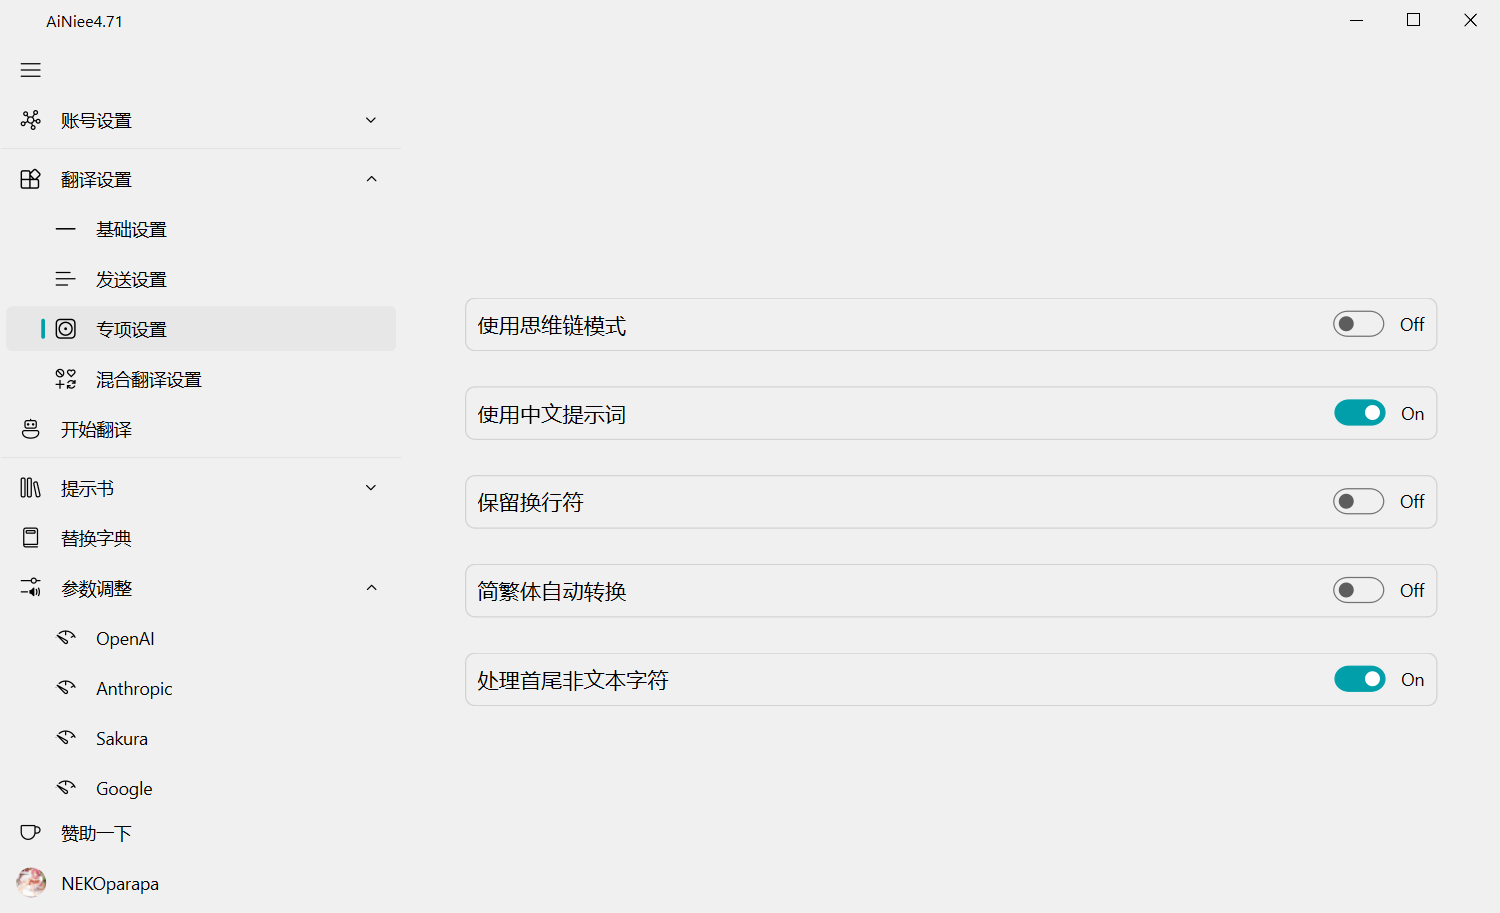 AiNiee4.71
账号设置
翻译设置
基础设置
发送设置
专项设置
混合翻译设置
开始翻译
提示书
替换字典
参数调整
OpenAI
Anthropic
Sakura
Google
赞助一下
NEKOparapa
使用思维链模式 Off
使用中文提示词 On
保留换行符 Off
简繁体自动转换 Off
处理首尾非文本字符 On